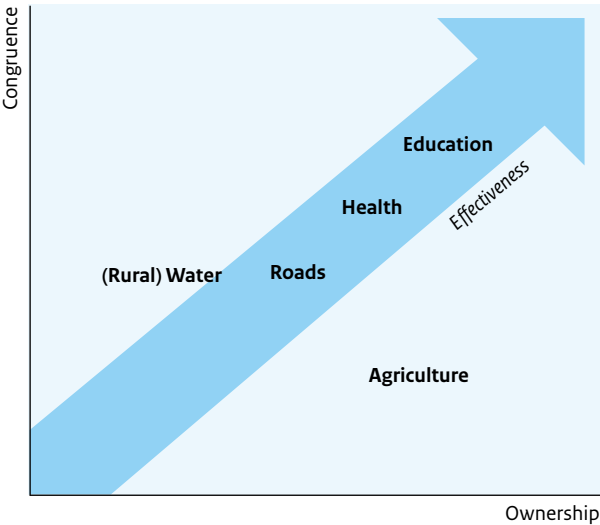 Congruence
Education
Effectiveness
Health
Roads
(Rural) Water
Agriculture
Ownership